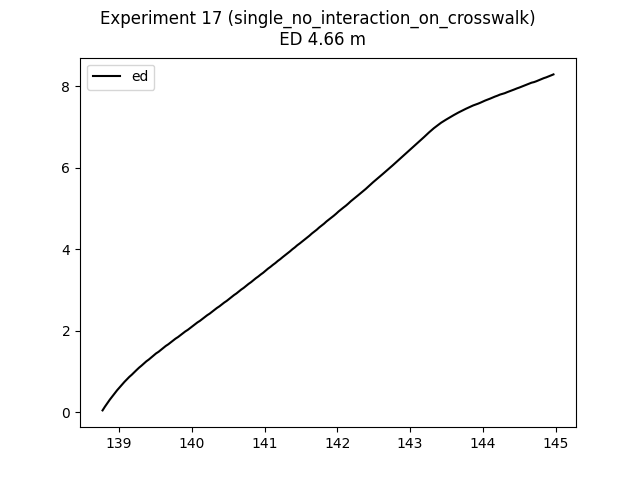 Experiment 17 (single_no_interaction_on_crosswalk)
ED 4.66 m
ed
8
6
4
2
0
139 140 141 142 143 144 145